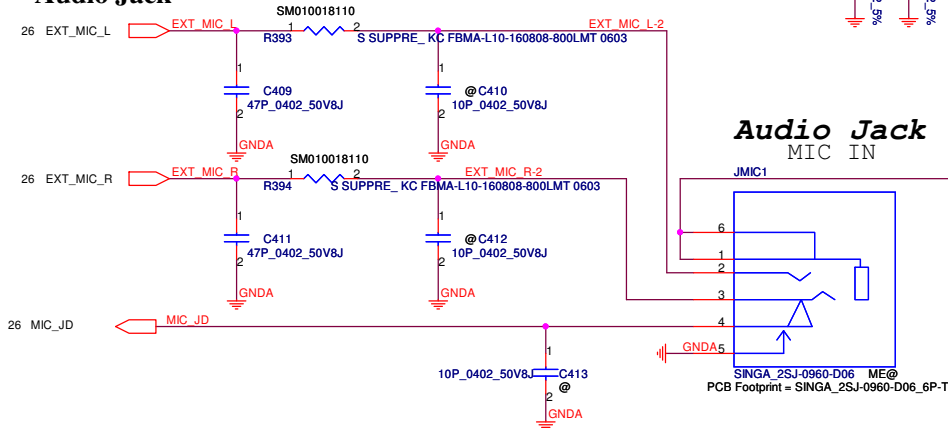 Audio Jack
SM010018110
26 EXT_MIC_L
EXT_MIC_L
1
2
EXT_MIC_L-2
R393
S SUPPRE_ KC FBMA-L10-160808-800LMT 0603
1
C409
47P_0402_50V8J
2
GNDA
1
@ C410
10P_0402_50V8J
2
GNDA
SM010018110
26 EXT_MIC_R
EXT_MIC_R
1
2
EXT_MIC_R-2
R394
S SUPPRE_ KC FBMA-L10-160808-800LMT 0603
1
C411
47P_0402_50V8J
2
GNDA
1
@ C412
10P_0402_50V8J
2
GNDA
26 MIC_JD
MIC_JD
1
10P_0402_50V8J
C413
@
2
GNDA
Audio Jack
MIC IN
JMIC1
6
1
2
3
4
GNDA
5
SINGA_2SJ-0960-D06 ME@
PCB Footprint = SINGA_2SJ-0960-D06_6P-T